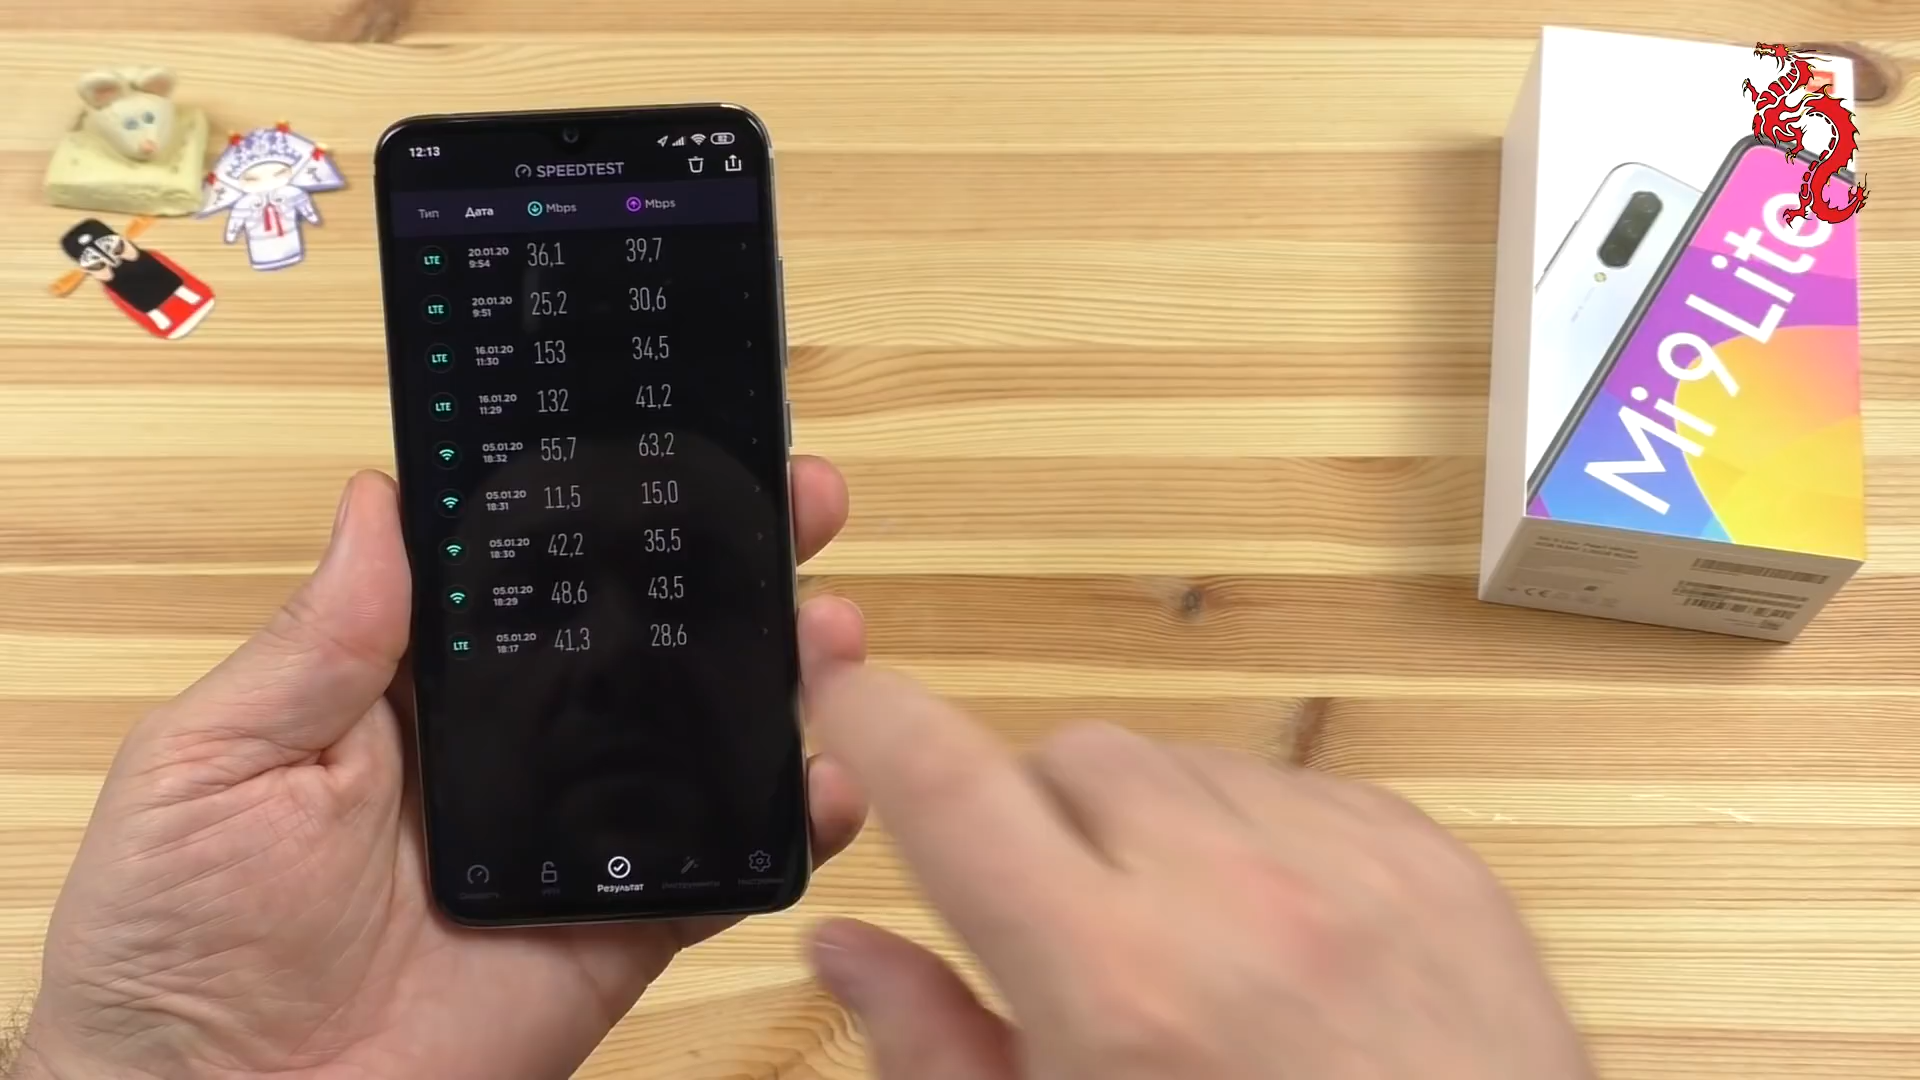 12:13
82
SPEEDTEST
Тип Дата Mbps Mbps
LTE 20.01.20 9:54 36,1 39,7
LTE 20.01.20 9:51 25,2 30,6
LTE 16.01.20 11:30 153 34,5
LTE 16.01.20 11:29 132 41,2
05.01.20 18:32 55,7 63,2
05.01.20 18:31 11,5 15,0
05.01.20 18:30 42,2 35,5
05.01.20 18:29 48,6 43,5
LTE 05.01.20 18:17 41,3 28,6
Результат Инструменты
Mi 9 Lite
CE